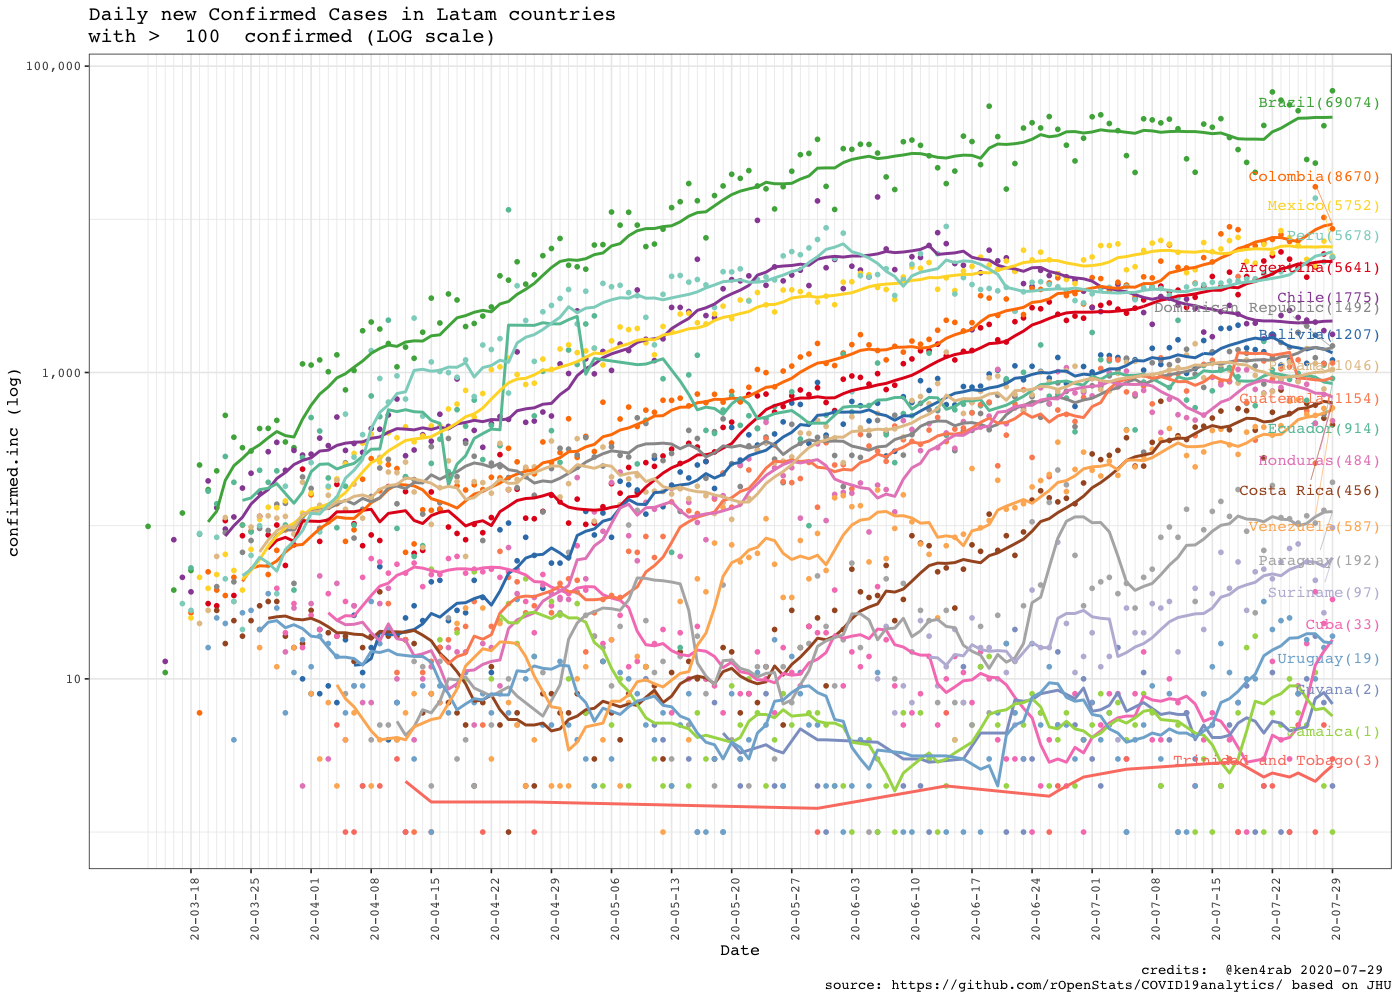 Daily new Confirmed Cases in Latam countries
with >  100  confirmed (LOG scale)
100,000
1,000
10
confirmed.inc (log)
Brazil(69074)
Colombia(8670)
Mexico(5752)
Peru(5678)
Argentina(5641)
Chile(1775)
Dominican Republic(1492)
Bolivia(1207)
Panama(1046)
Guatemala(1154)
Ecuador(914)
Honduras(484)
Costa Rica(456)
Venezuela(587)
Paraguay(192)
Suriname(97)
Cuba(33)
Uruguay(19)
Guyana(2)
Jamaica(1)
Trinidad and Tobago(3)
20-03-18
20-03-25
20-04-01
20-04-08
20-04-15
20-04-22
20-04-29
20-05-06
20-05-13
20-05-20
20-05-27
20-06-03
20-06-10
20-06-17
20-06-24
20-07-01
20-07-08
20-07-15
20-07-22
20-07-29
Date
credits:  @ken4rab 2020-07-29
source: https://github.com/rOpenStats/COVID19analytics/ based on JHU